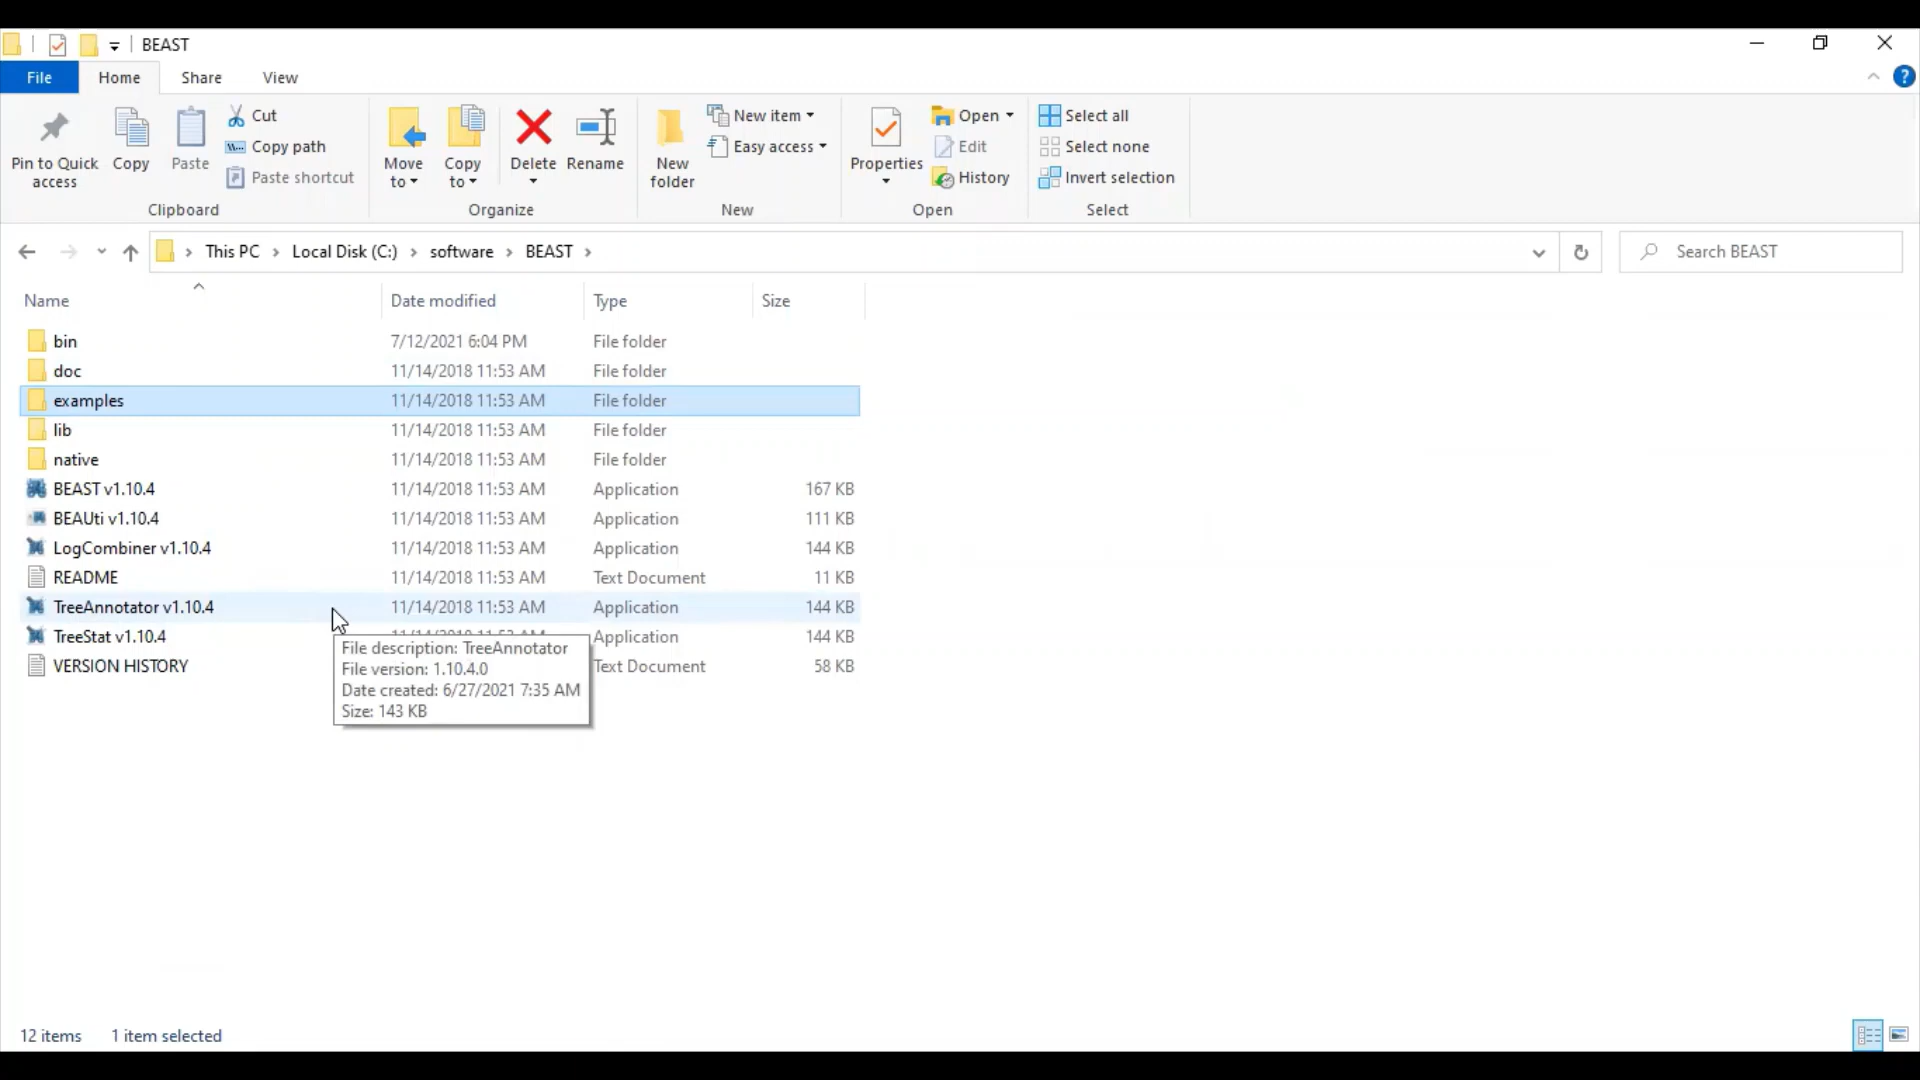 BEAST
File Home Share View
?
Pin to Quick access
Copy
Paste
Cut
Copy path
Paste shortcut
Clipboard
Move to
Copy to
Delete
Rename
Organize
New folder
New item
Easy access
New
Properties
Open
Edit
History
Open
Select all
Select none
Invert selection
Select
This PC > Local Disk (C:) > software > BEAST >
Search BEAST
Name Date modified Type Size
bin 7/12/2021 6:04 PM File folder
doc 11/14/2018 11:53 AM File folder
examples 11/14/2018 11:53 AM File folder
lib 11/14/2018 11:53 AM File folder
native 11/14/2018 11:53 AM File folder
BEAST v1.10.4 11/14/2018 11:53 AM Application 167 KB
BEAUti v1.10.4 11/14/2018 11:53 AM Application 111 KB
LogCombiner v1.10.4 11/14/2018 11:53 AM Application 144 KB
README 11/14/2018 11:53 AM Text Document 11 KB
TreeAnnotator v1.10.4 11/14/2018 11:53 AM Application 144 KB
TreeStat v1.10.4 Application 144 KB
VERSION HISTORY Text Document 58 KB
File description: TreeAnnotator
File version: 1.10.4.0
Date created: 6/27/2021 7:35 AM
Size: 143 KB
12 items 1 item selected